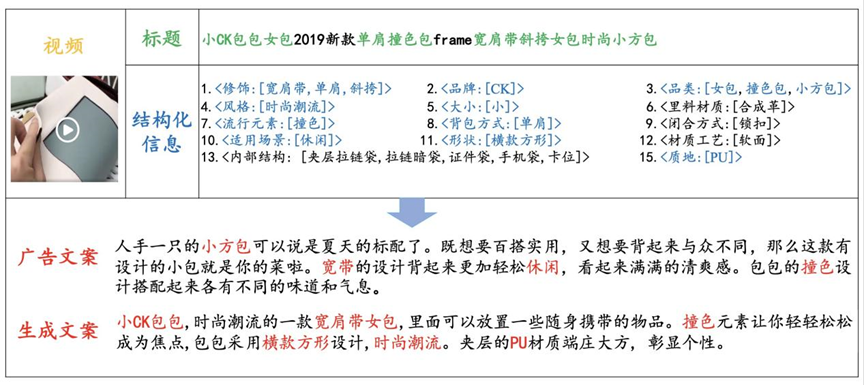 视频
标题
小CK包包女包2019新款单肩撞色包frame宽肩带斜挎女包时尚小方包
结构化
信息
1.<修饰:[宽肩带,单肩,斜挎]> 2.<品牌:[CK]> 3.<品类:[女包,撞色包,小方包]>
4.<风格:[时尚潮流]> 5.<大小:[小]> 6.<里料材质:[合成革]>
7.<流行元素:[撞色]> 8.<背包方式:[单肩]> 9.<闭合方式:[锁扣]>
10.<适用场景:[休闲]> 11.<形状:[横款方形]> 12.<材质工艺:[软面]>
13.<内部结构: [夹层拉链袋,拉链暗袋,证件袋,手机袋,卡位]> 15.<质地:[PU]>
广告文案
人手一只的小方包可以说是夏天的标配了。既想要百搭实用, 又想要背起来与众不同, 那么这款有
设计的小包就是你的菜啦。宽带的设计背起来更加轻松休闲, 看起来满满的清爽感。包包的撞色设
计搭配起来各有不同的味道和气息。
生成文案
小CK包包,时尚潮流的一款宽肩带女包,里面可以放置一些随身携带的物品。撞色元素让你轻轻松松
成为焦点,包包采用横款方形设计,时尚潮流。夹层的PU材质端庄大方, 彰显个性。